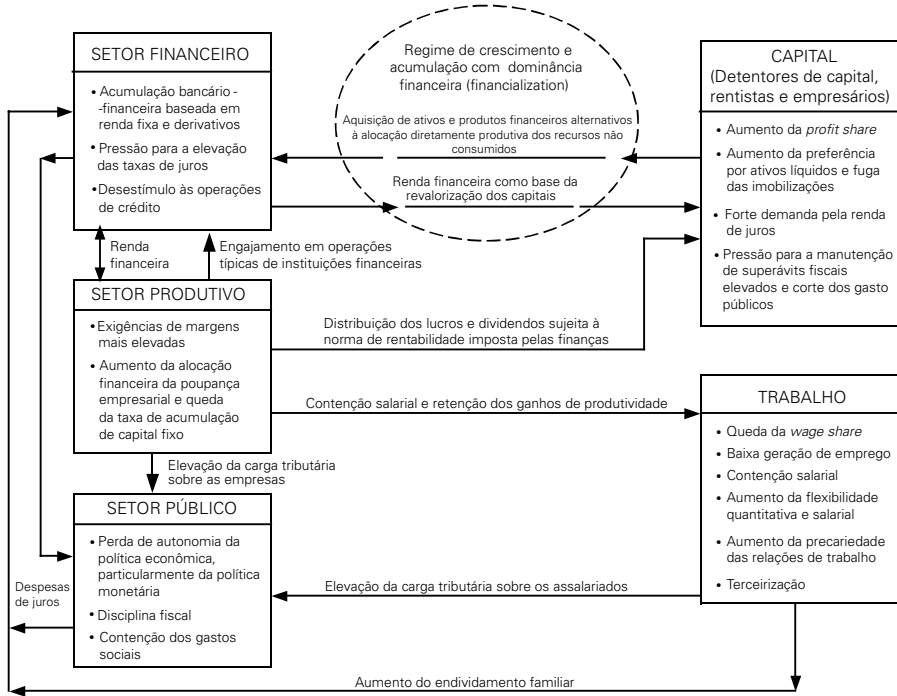 SETOR FINANCEIRO
• Acumulação bancário -
-financeira baseada em
renda fixa e derivativos
• Pressão para a elevação
das taxas de juros
• Desestímulo às operações
de crédito
Regime de crescimento e
acumulação com dominância
financeira (financialization)
Aquisição de ativos e produtos financeiros alternativos
à alocação diretamente produtiva dos recursos não
consumidos
Renda financeira como base da
revalorização dos capitais
CAPITAL
(Detentores de capital,
rentistas e empresários)
• Aumento da profit share
• Aumento da preferência
por ativos líquidos e fuga
das imobilizações
• Forte demanda pela renda
de juros
• Pressão para a manutenção
de superávits fiscais
elevados e corte dos gasto
públicos
Renda
financeira
Engajamento em operações
típicas de instituições financeiras
SETOR PRODUTIVO
• Exigências de margens
mais elevadas
• Aumento da alocação
financeira da poupança
empresarial e queda
da taxa de acumulação
de capital fixo
Distribuição dos lucros e dividendos sujeita à
norma de rentabilidade imposta pelas finanças
Contenção salarial e retenção dos ganhos de produtividade
TRABALHO
• Queda da wage share
• Baixa geração de emprego
• Contenção salarial
• Aumento da flexibilidade
quantitativa e salarial
• Aumento da precariedade
das relações de trabalho
• Terceirização
Elevação da carga tributária
sobre as empresas
SETOR PÚBLICO
• Perda de autonomia da
política econômica,
particularmente da política
monetária
• Disciplina fiscal
• Contenção dos gastos
sociais
Despesas
de juros
Elevação da carga tributária sobre os assalariados
Aumento do endividamento familiar